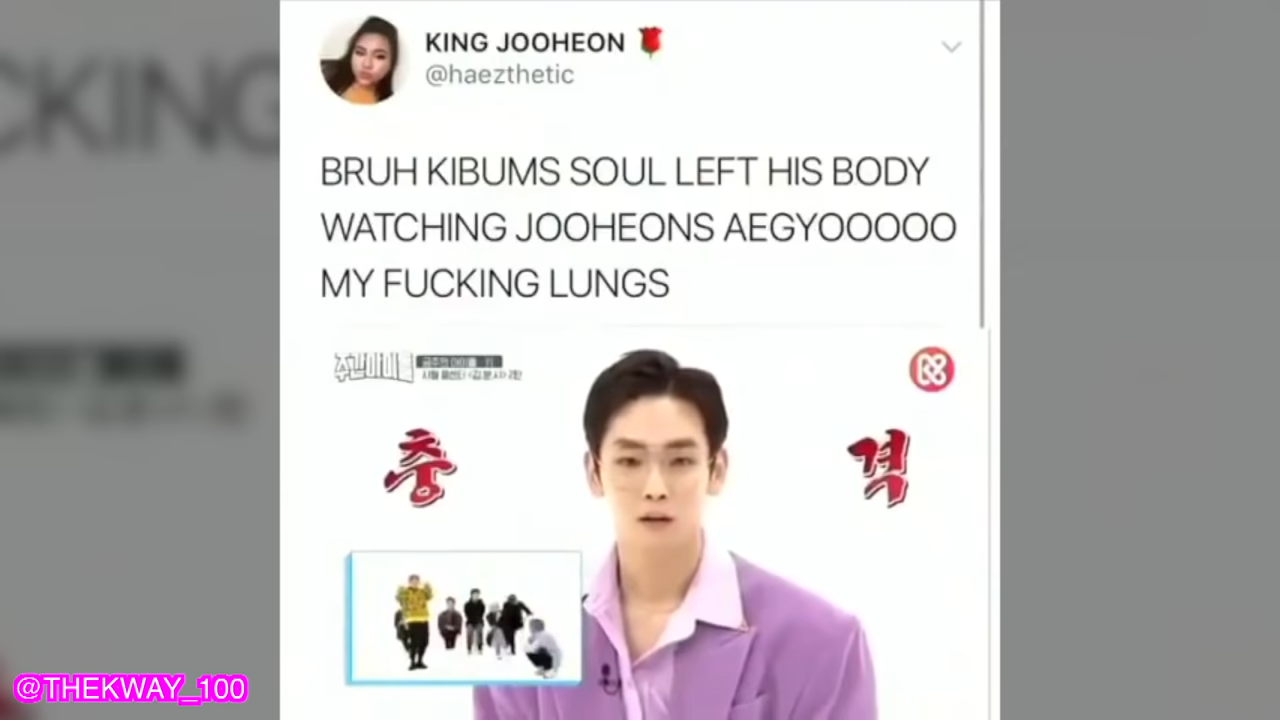 KING JOOHEON 🌹
@haezthetic
BRUH KIBUMS SOUL LEFT HIS BODY
WATCHING JOOHEONS AEGYOOOOO
MY FUCKING LUNGS
주간아이돌
충 격
CKING
@THEKWAY_100